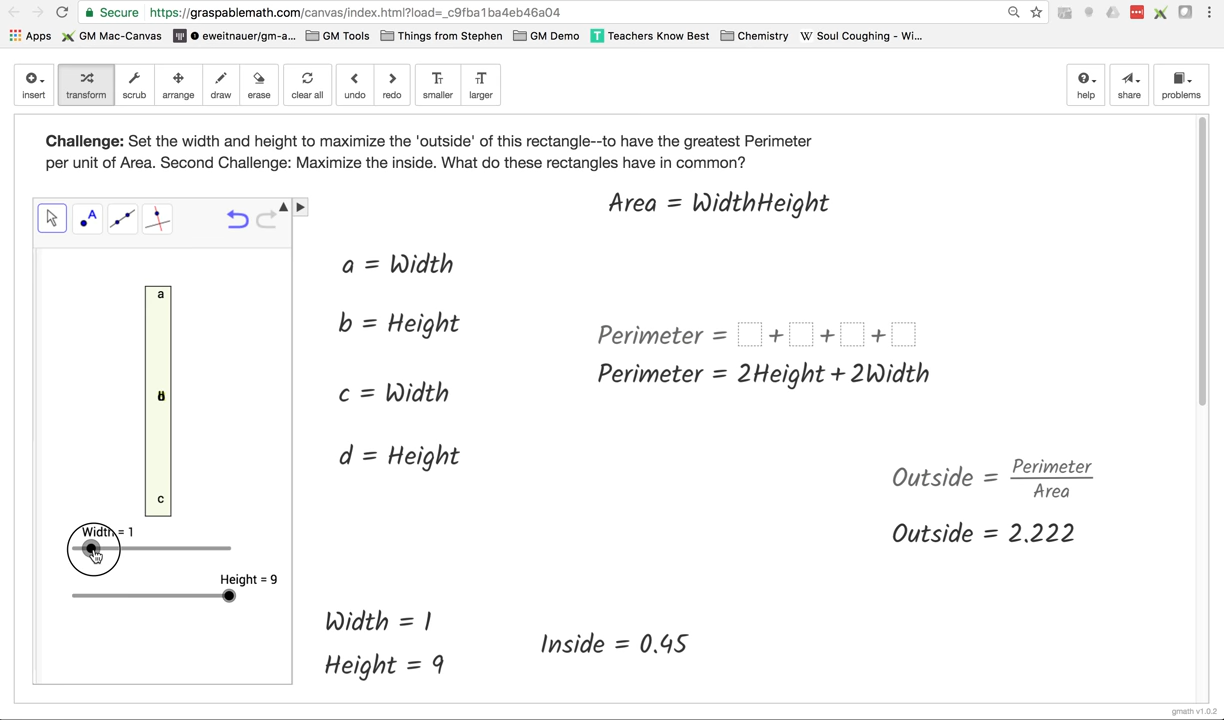 Secure https://graspablemath.com/canvas/index.html?load=_c9fba1ba4eb46a04
Apps GM Mac-Canvas eweitnauer/gm-a... GM Tools Things from Stephen GM Demo Teachers Know Best Chemistry Soul Coughing - Wi...
insert transform scrub arrange draw erase clear all undo redo smaller larger help share problems
Challenge: Set the width and height to maximize the 'outside' of this rectangle--to have the greatest Perimeter
per unit of Area. Second Challenge: Maximize the inside. What do these rectangles have in common?
A
Area = WidthHeight
a = Width
a
b = Height
Perimeter = + + +
Perimeter = 2Height + 2Width
c = Width
d = Height
c
Outside = Perimeter / Area
Outside = 2.222
Width = 1
Height = 9
Width = 1
Inside = 0.45
Height = 9
gmath v1.0.2